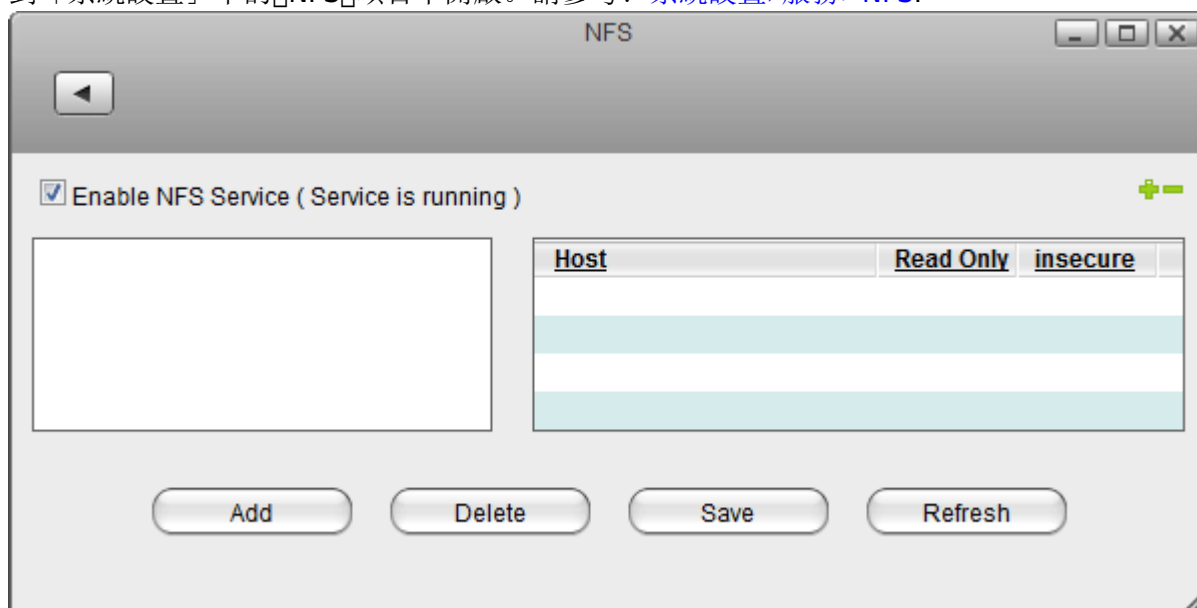 NFS
Enable NFS Service ( Service is running )
Host Read Only insecure
Add Delete Save Refresh